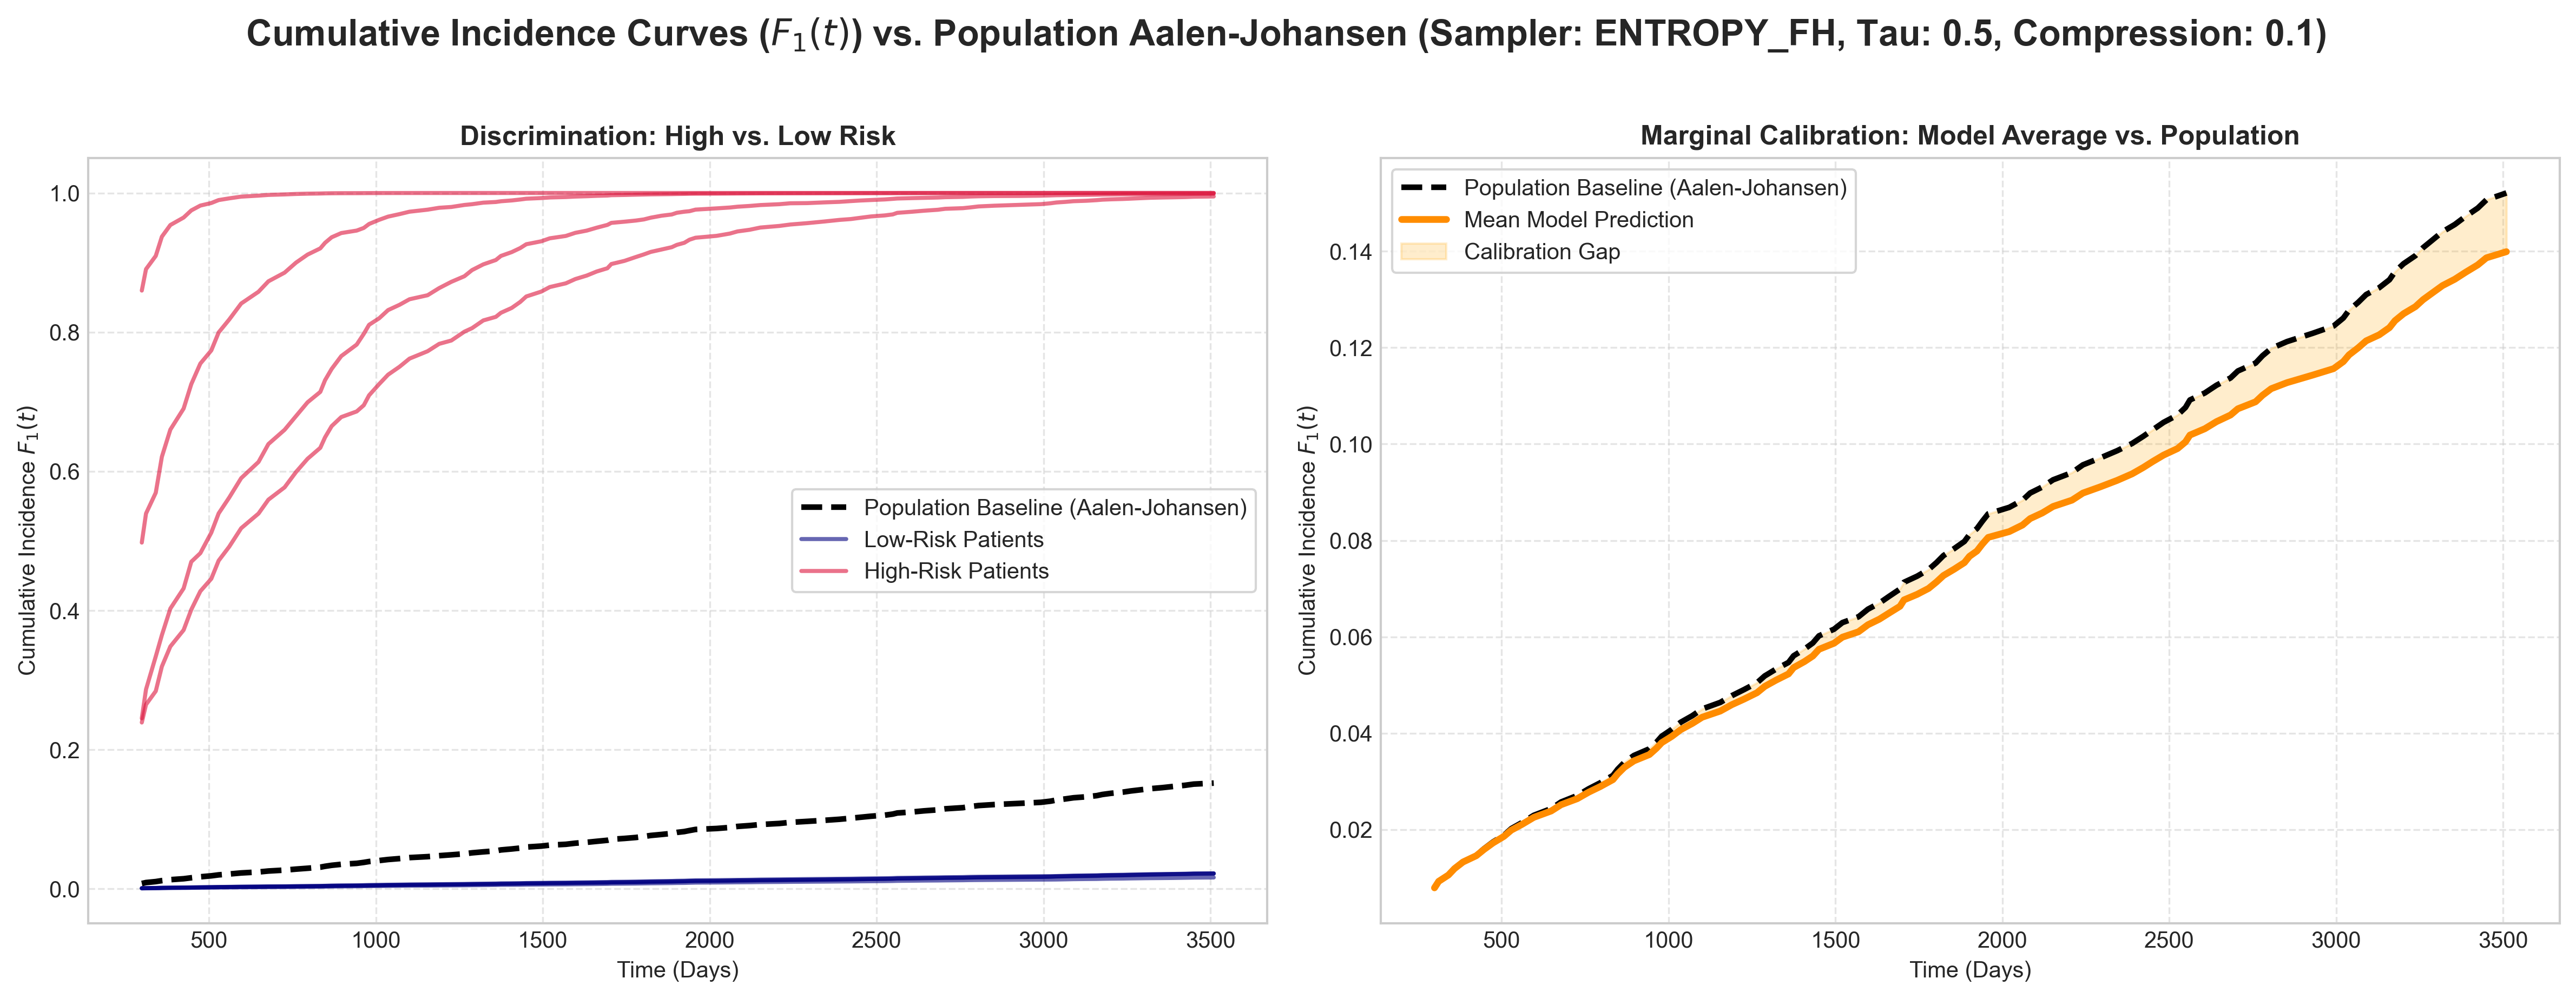 Cumulative Incidence Curves (F₁(t)) vs. Population Aalen-Johansen (Sampler: ENTROPY_FH, Tau: 0.5, Compression: 0.1)
Discrimination: High vs. Low Risk
Cumulative Incidence F₁(t)
1.0
0.8
0.6
0.4
0.2
0.0
Population Baseline (Aalen-Johansen)
Low-Risk Patients
High-Risk Patients
500 1000 1500 2000 2500 3000 3500
Time (Days)
Marginal Calibration: Model Average vs. Population
Population Baseline (Aalen-Johansen)
Mean Model Prediction
Calibration Gap
Cumulative Incidence F₁(t)
0.14
0.12
0.10
0.08
0.06
0.04
0.02
500 1000 1500 2000 2500 3000 3500
Time (Days)